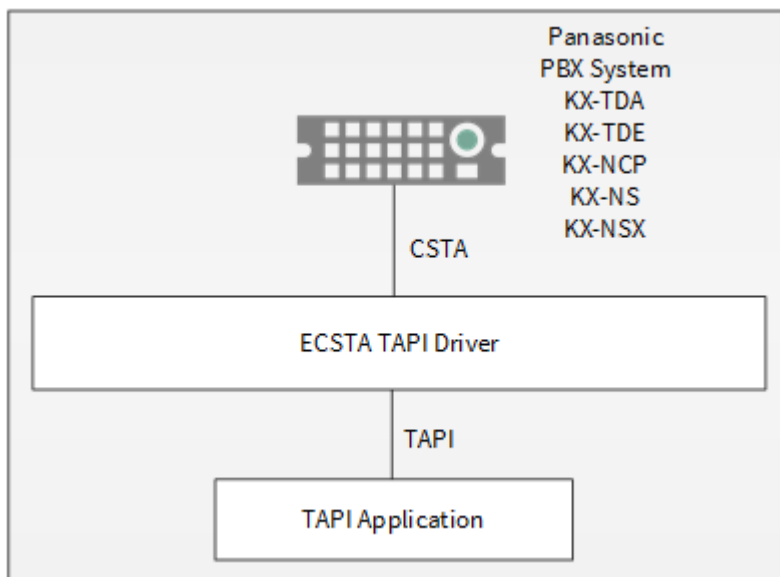 Panasonic
PBX System
KX-TDA
KX-TDE
KX-NCP
KX-NS
KX-NSX
CSTA
ECSTA TAPI Driver
TAPI
TAPI Application